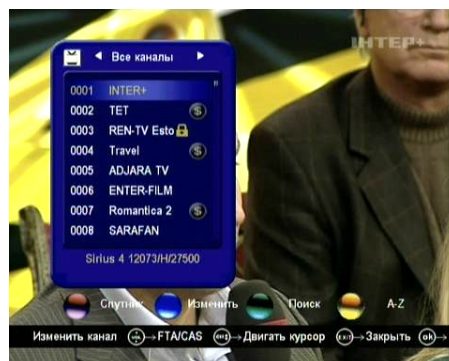 ІНТЕР+
Все каналы
0001 INTER+
0002 TET
0003 REN-TV Esto
0004 Travel
0005 ADJARA TV
0006 ENTER-FILM
0007 Romantica 2
0008 SARAFAN
Sirius 4 12073/H/27500
Спутник Изменить Поиск A-Z
Изменить канал → FTA/CAS → Двигать курсор EXIT → Закрыть ok →